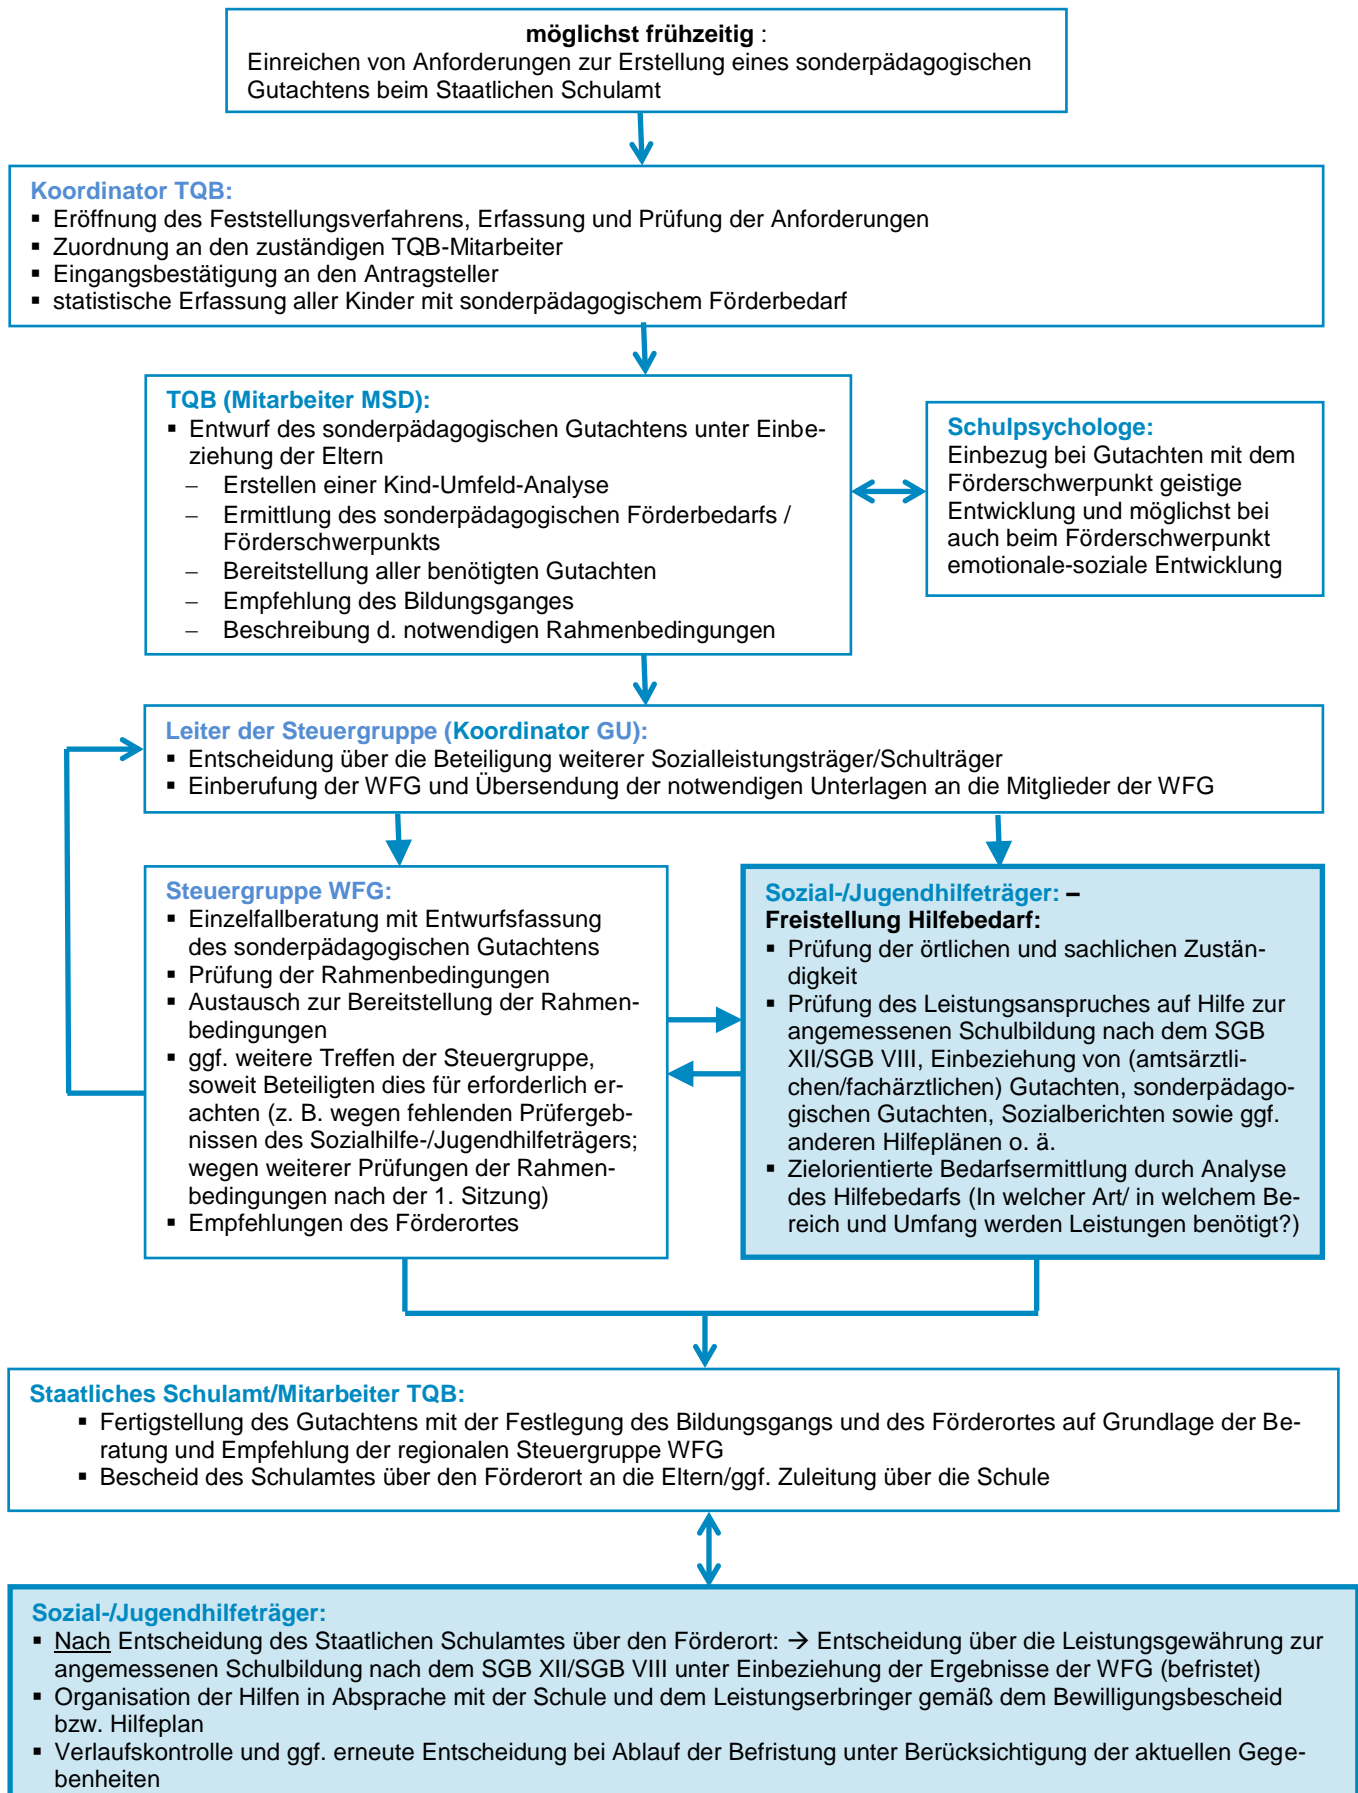 möglichst frühzeitig :
Einreichen von Anforderungen zur Erstellung eines sonderpädagogischen
Gutachtens beim Staatlichen Schulamt
Koordinator TQB:
▪ Eröffnung des Feststellungsverfahrens, Erfassung und Prüfung der Anforderungen
▪ Zuordnung an den zuständigen TQB-Mitarbeiter
▪ Eingangsbestätigung an den Antragsteller
▪ statistische Erfassung aller Kinder mit sonderpädagogischem Förderbedarf
TQB (Mitarbeiter MSD):
▪ Entwurf des sonderpädagogischen Gutachtens unter Einbe-
ziehung der Eltern
– Erstellen einer Kind-Umfeld-Analyse
– Ermittlung des sonderpädagogischen Förderbedarfs /
Förderschwerpunkts
– Bereitstellung aller benötigten Gutachten
– Empfehlung des Bildungsganges
– Beschreibung d. notwendigen Rahmenbedingungen
Schulpsychologe:
Einbezug bei Gutachten mit dem
Förderschwerpunkt geistige
Entwicklung und möglichst bei
auch beim Förderschwerpunkt
emotionale-soziale Entwicklung
Leiter der Steuergruppe (Koordinator GU):
▪ Entscheidung über die Beteiligung weiterer Sozialleistungsträger/Schulträger
▪ Einberufung der WFG und Übersendung der notwendigen Unterlagen an die Mitglieder der WFG
Steuergruppe WFG:
▪ Einzelfallberatung mit Entwurfsfassung
des sonderpädagogischen Gutachtens
▪ Prüfung der Rahmenbedingungen
▪ Austausch zur Bereitstellung der Rahmen-
bedingungen
▪ ggf. weitere Treffen der Steuergruppe,
soweit Beteiligten dies für erforderlich er-
achten (z. B. wegen fehlenden Prüfergeb-
nissen des Sozialhilfe-/Jugendhilfeträgers;
wegen weiterer Prüfungen der Rahmen-
bedingungen nach der 1. Sitzung)
▪ Empfehlungen des Förderortes
Sozial-/Jugendhilfeträger: –
Freistellung Hilfebedarf:
▪ Prüfung der örtlichen und sachlichen Zustän-
digkeit
▪ Prüfung des Leistungsanspruches auf Hilfe zur
angemessenen Schulbildung nach dem SGB
XII/SGB VIII, Einbeziehung von (amtsärztli-
chen/fachärztlichen) Gutachten, sonderpädago-
gischen Gutachten, Sozialberichten sowie ggf.
anderen Hilfeplänen o. ä.
▪ Zielorientierte Bedarfsermittlung durch Analyse
des Hilfebedarfs (In welcher Art/ in welchem Be-
reich und Umfang werden Leistungen benötigt?)
Staatliches Schulamt/Mitarbeiter TQB:
▪ Fertigstellung des Gutachtens mit der Festlegung des Bildungsgangs und des Förderortes auf Grundlage der Be-
ratung und Empfehlung der regionalen Steuergruppe WFG
▪ Bescheid des Schulamtes über den Förderort an die Eltern/ggf. Zuleitung über die Schule
Sozial-/Jugendhilfeträger:
▪ Nach Entscheidung des Staatlichen Schulamtes über den Förderort: → Entscheidung über die Leistungsgewährung zur
angemessenen Schulbildung nach dem SGB XII/SGB VIII unter Einbeziehung der Ergebnisse der WFG (befristet)
▪ Organisation der Hilfen in Absprache mit der Schule und dem Leistungserbringer gemäß dem Bewilligungsbescheid
bzw. Hilfeplan
▪ Verlaufskontrolle und ggf. erneute Entscheidung bei Ablauf der Befristung unter Berücksichtigung der aktuellen Gege-
benheiten